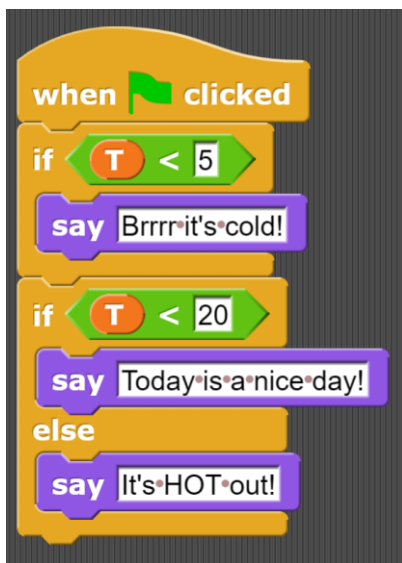 when clicked
if T < 5
say Brrrr it's cold!
if T < 20
say Today is a nice day!
else
say It's HOT out!